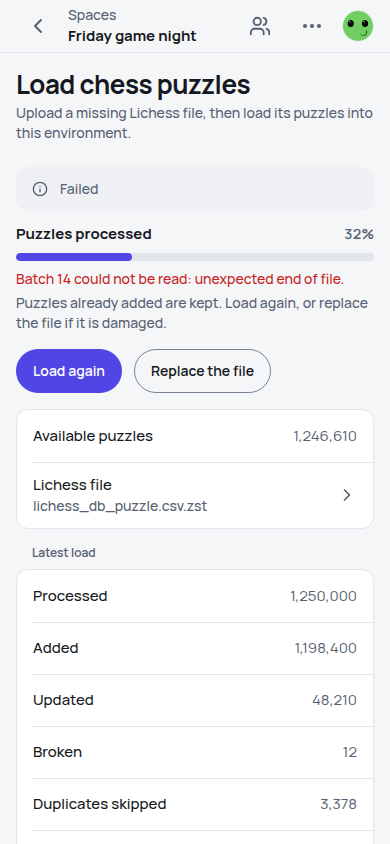 Spaces
Friday game night
Load chess puzzles
Upload a missing Lichess file, then load its puzzles into
this environment.
Failed
Puzzles processed 32%
Batch 14 could not be read: unexpected end of file.
Puzzles already added are kept. Load again, or replace
the file if it is damaged.
Load again Replace the file
Available puzzles 1,246,610
Lichess file
lichess_db_puzzle.csv.zst
Latest load
Processed 1,250,000
Added 1,198,400
Updated 48,210
Broken 12
Duplicates skipped 3,378